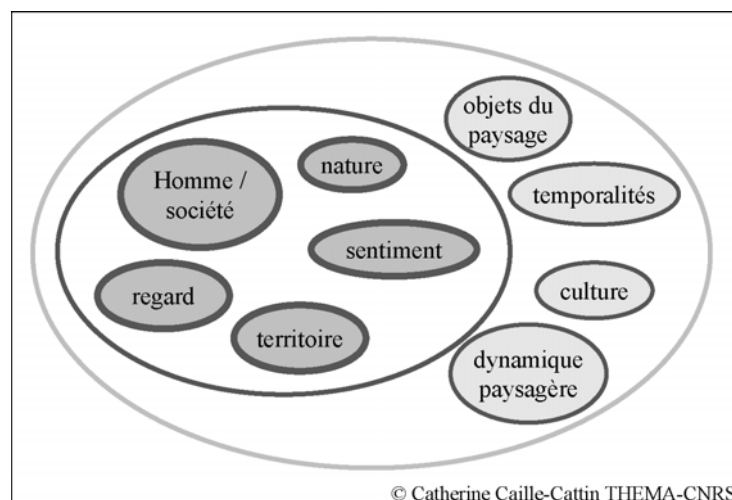 objets du
paysage
Homme /
société
nature
temporalités
sentiment
regard
culture
territoire
dynamique
paysagère
© Catherine Caille-Cattin THEMA-CNRS